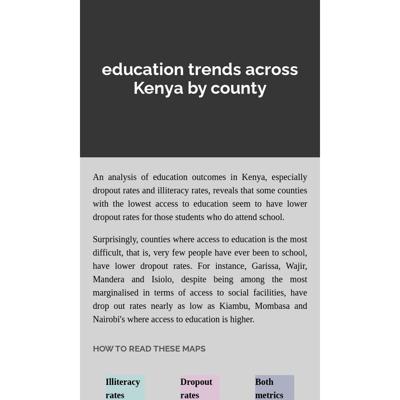 education trends across
Kenya by county
An analysis of education outcomes in Kenya, especially
dropout rates and illiteracy rates, reveals that some counties
with the lowest access to education seem to have lower
dropout rates for those students who do attend school.
Surprisingly, counties where access to education is the most
difficult, that is, very few people have ever been to school,
have lower dropout rates. For instance, Garissa, Wajir,
Mandera and Isiolo, despite being among the most
marginalised in terms of access to social facilities, have
drop out rates nearly as low as Kiambu, Mombasa and
Nairobi's where access to education is higher.
HOW TO READ THESE MAPS
Illiteracy Dropout Both
rates rates metrics